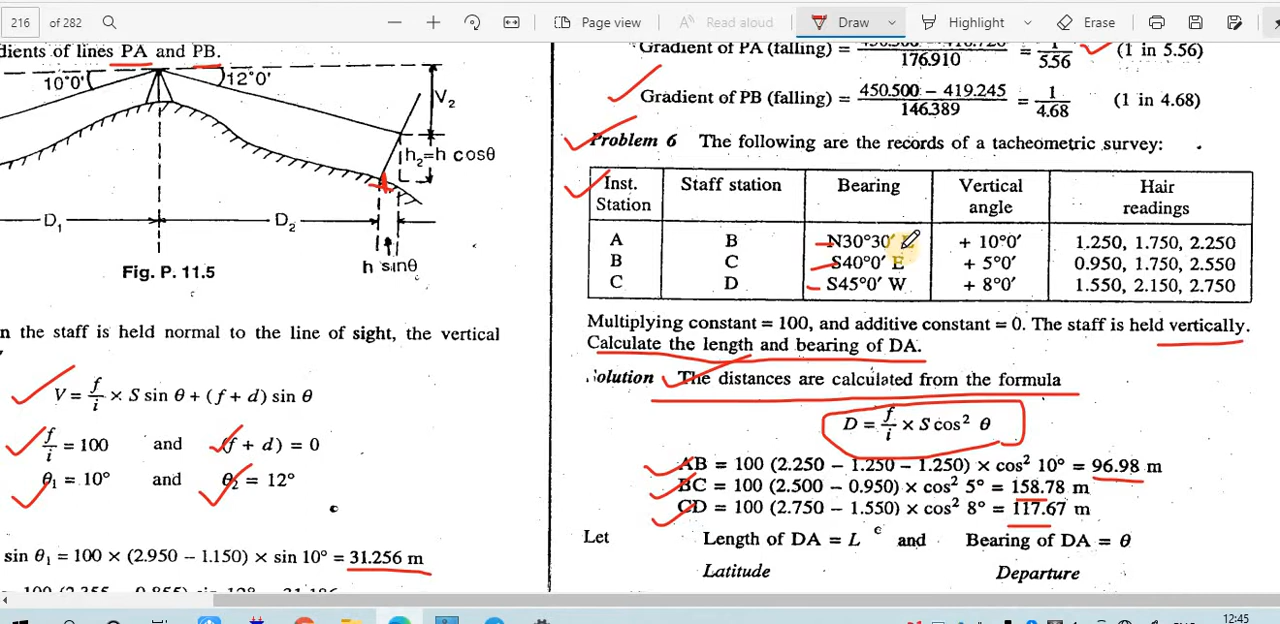 216 of 282
Page view
Read aloud
Draw
Highlight
Erase
dients of lines PA and PB.
10°0′
12°0′
V₂
h₂=h cosθ
D₁
D₂
h sinθ
Fig. P. 11.5
n the staff is held normal to the line of sight, the vertical
V = f/i × S sin θ + (f + d) sin θ
f/i = 100 and (f + d) = 0
θ₁ = 10° and θ₂ = 12°
sin θ₁ = 100 × (2.950 − 1.150) × sin 10° = 31.256 m
Gradient of PA (falling) = /176.910 = 1/5.56 (1 in 5.56)
Gradient of PB (falling) = 450.500 − 419.245/146.389 = 1/4.68 (1 in 4.68)
Problem 6 The following are the records of a tacheometric survey:
Inst. Station Staff station Bearing Vertical angle Hair readings
A B N30°30′ + 10°0′ 1.250, 1.750, 2.250
B C S40°0′ E + 5°0′ 0.950, 1.750, 2.550
C D S45°0′ W + 8°0′ 1.550, 2.150, 2.750
Multiplying constant = 100, and additive constant = 0. The staff is held vertically.
Calculate the length and bearing of DA.
Solution The distances are calculated from the formula
D = f/i × S cos² θ
AB = 100 (2.250 − 1.250 − 1.250) × cos² 10° = 96.98 m
BC = 100 (2.500 − 0.950) × cos² 5° = 158.78 m
CD = 100 (2.750 − 1.550) × cos² 8° = 117.67 m
Let Length of DA = L and Bearing of DA = θ
Latitude Departure
12:45